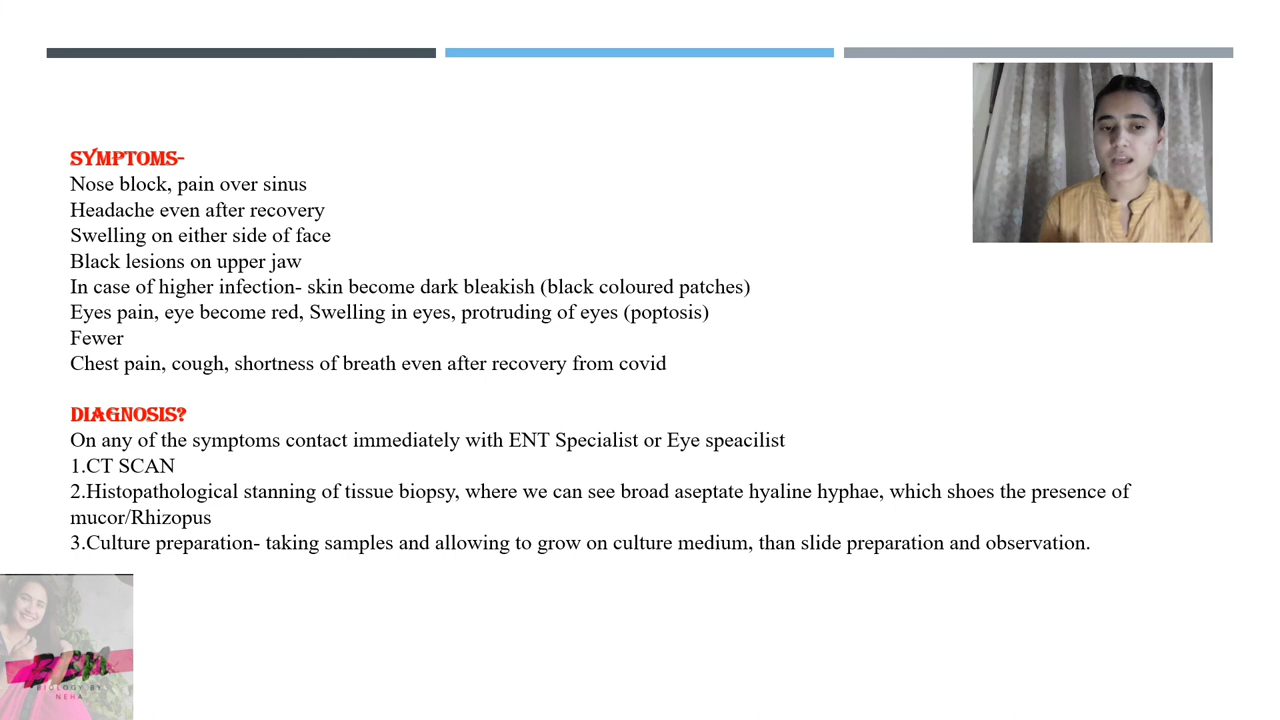 SYMPTOMS-
Nose block, pain over sinus
Headache even after recovery
Swelling on either side of face
Black lesions on upper jaw
In case of higher infection- skin become dark bleakish (black coloured patches)
Eyes pain, eye become red, Swelling in eyes, protruding of eyes (poptosis)
Fewer
Chest pain, cough, shortness of breath even after recovery from covid
DIAGNOSIS?
On any of the symptoms contact immediately with ENT Specialist or Eye speacilist
1.CT SCAN
2.Histopathological stanning of tissue biopsy, where we can see broad aseptate hyaline hyphae, which shoes the presence of
mucor/Rhizopus
3.Culture preparation- taking samples and allowing to grow on culture medium, than slide preparation and observation.
BIOLOGY BY
NEHA